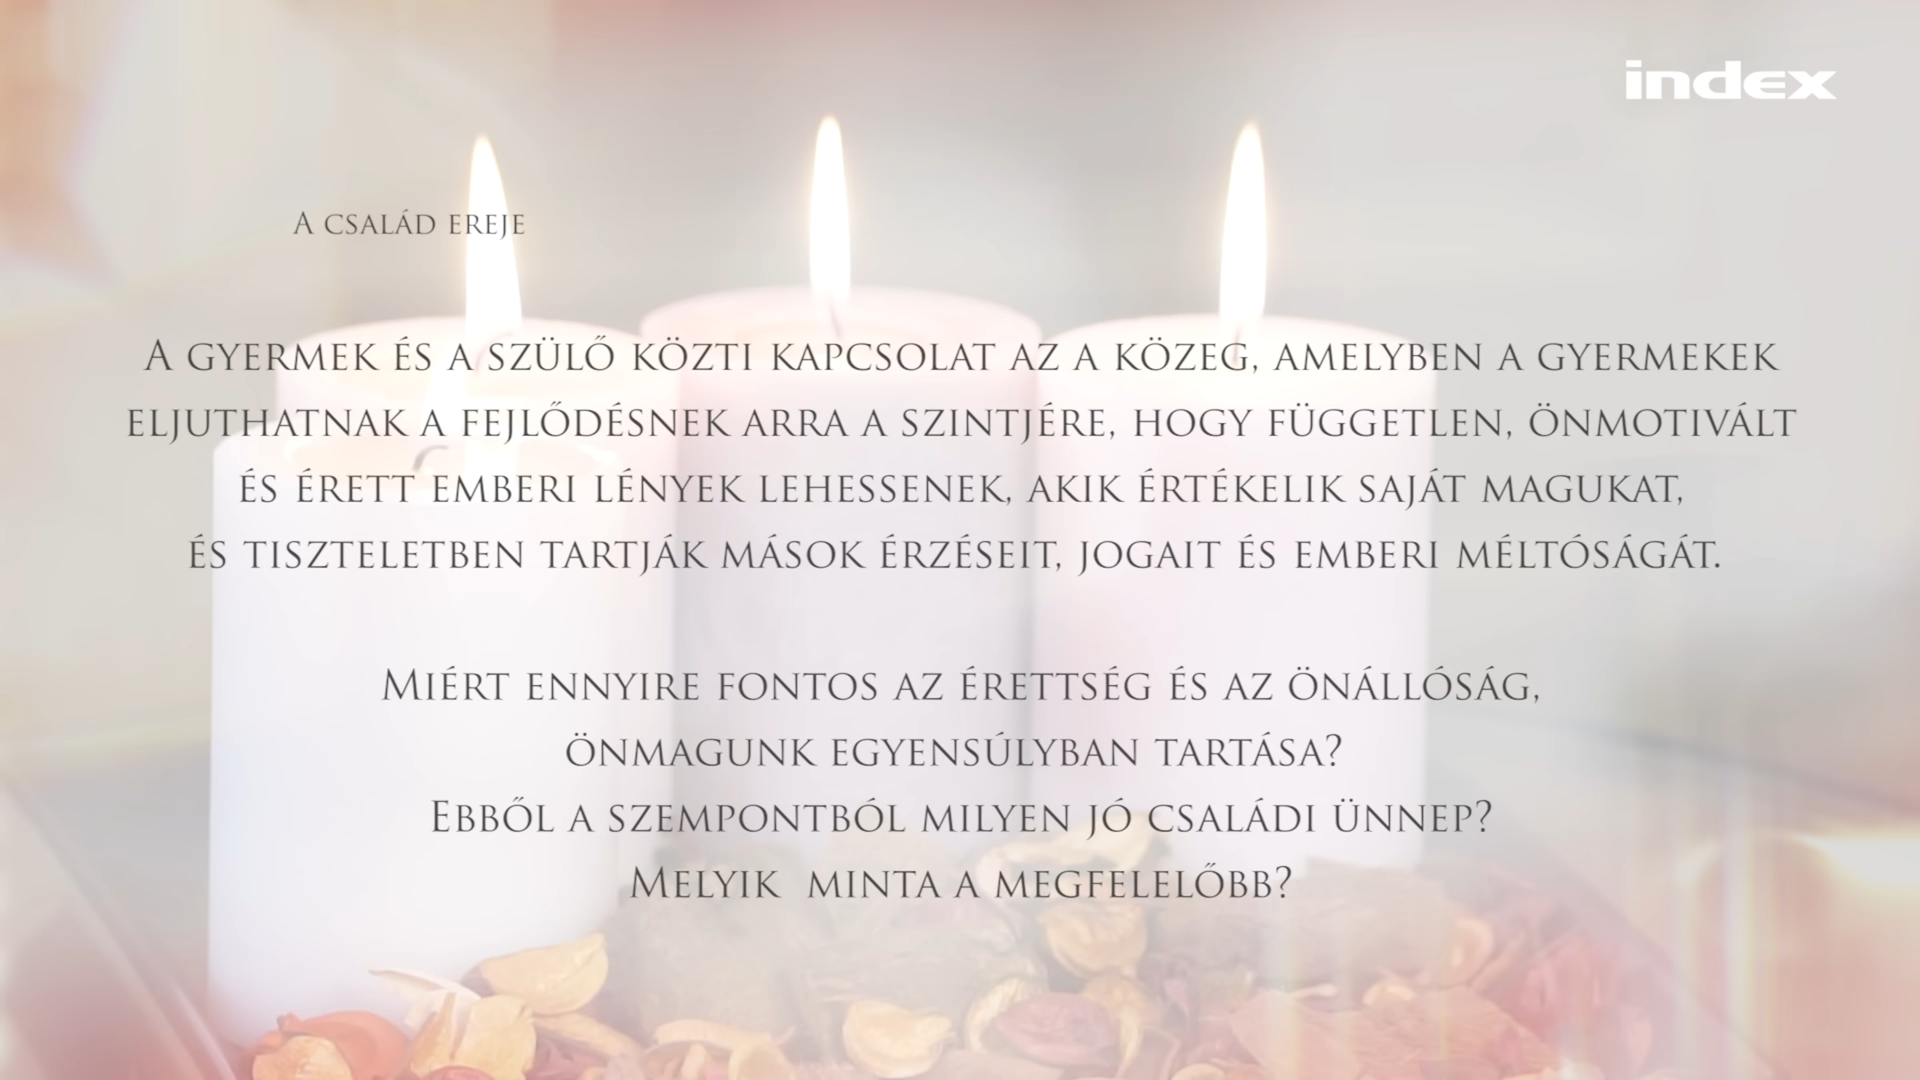 index
A család ereje
A gyermek és a szülő közti kapcsolat az a közeg, amelyben a gyermekek
eljuthatnak a fejlődésnek arra a szintjére, hogy független, önmotivált
és érett emberi lények lehessenek, akik értékelik saját magukat,
és tiszteletben tartják mások érzéseit, jogait és emberi méltóságát.
Miért ennyire fontos az érettség és az önállóság,
önmagunk egyensúlyban tartása?
Ebből a szempontból milyen jó családi ünnep?
Melyik minta a megfelelőbb?